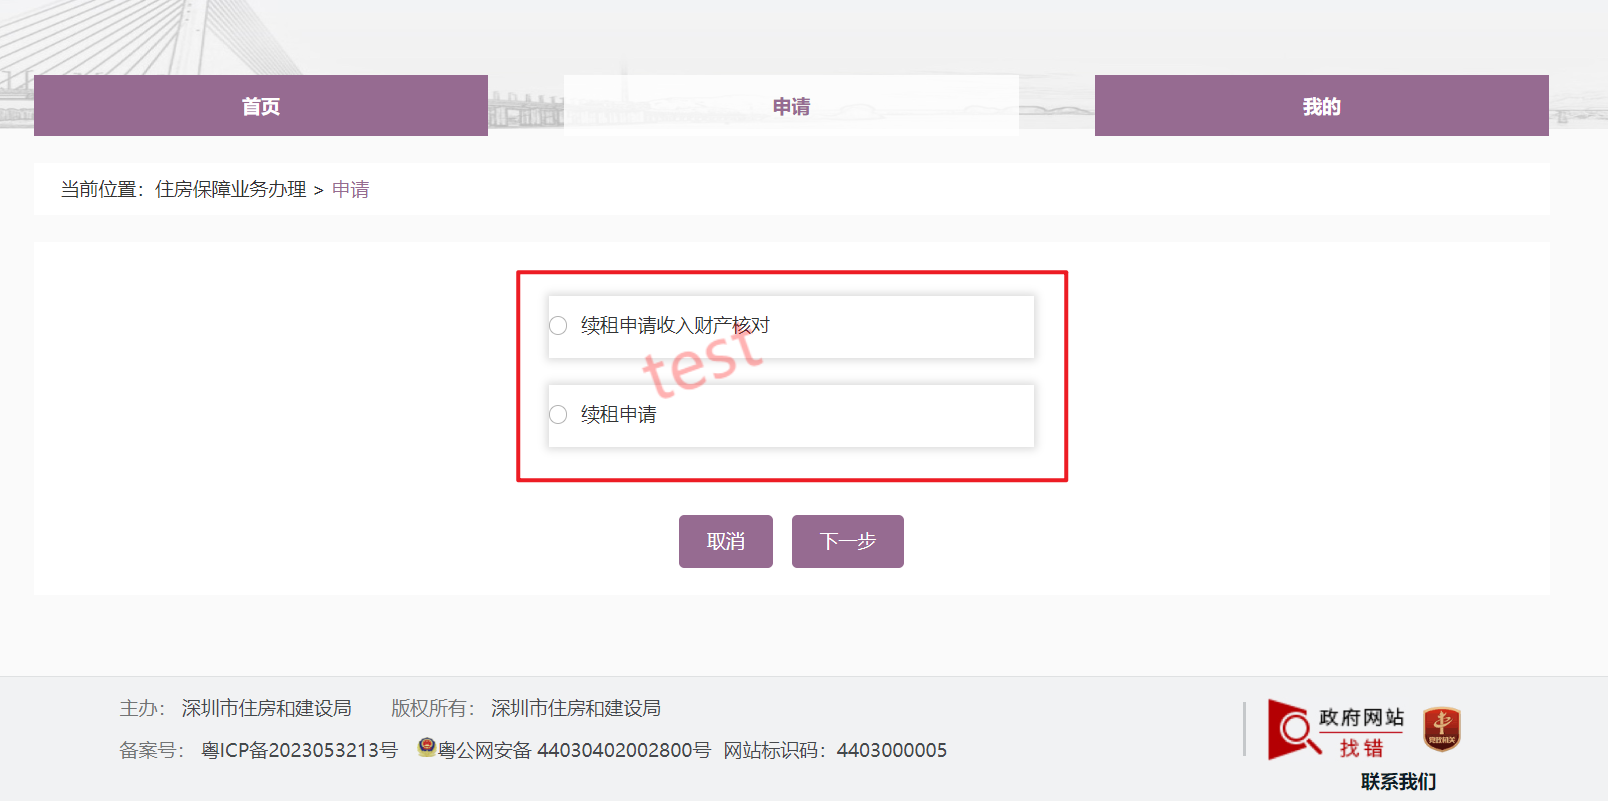 首页
申请
我的
当前位置：住房保障业务办理 > 申请
续租申请收入财产核对
test
续租申请
取消
下一步
主办： 深圳市住房和建设局 版权所有： 深圳市住房和建设局
备案号： 粤ICP备2023053213号 粤公网安备 44030402002800号 网站标识码：4403000005
政府网站
找错
党政机关
联系我们